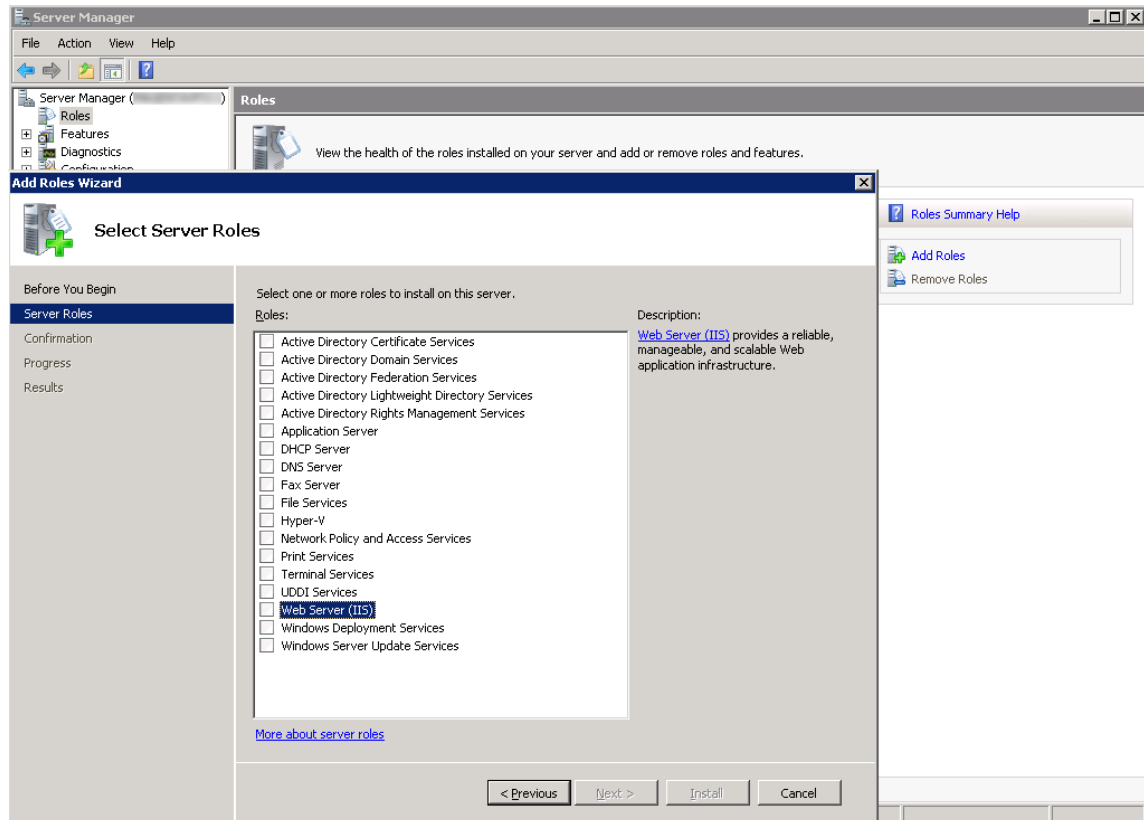 Server Manager
File Action View Help
Server Manager ( )
Roles
Features
Diagnostics
Configuration
Roles
View the health of the roles installed on your server and add or remove roles and features.
Roles Summary Help
Add Roles
Remove Roles
Add Roles Wizard
Select Server Roles
Before You Begin
Server Roles
Confirmation
Progress
Results
Select one or more roles to install on this server.
Roles:
Active Directory Certificate Services
Active Directory Domain Services
Active Directory Federation Services
Active Directory Lightweight Directory Services
Active Directory Rights Management Services
Application Server
DHCP Server
DNS Server
Fax Server
File Services
Hyper-V
Network Policy and Access Services
Print Services
Terminal Services
UDDI Services
Web Server (IIS)
Windows Deployment Services
Windows Server Update Services
Description:
Web Server (IIS) provides a reliable,
manageable, and scalable Web
application infrastructure.
More about server roles
< Previous
Next >
Install
Cancel